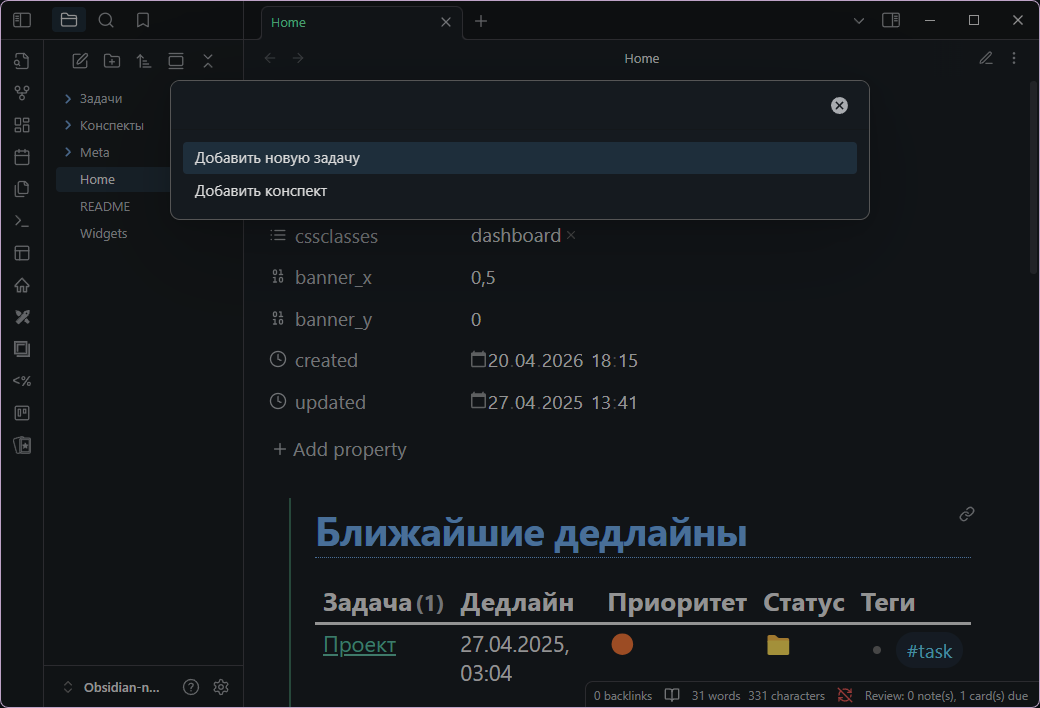 Home
Home
Задачи
Конспекты
Meta
Home
README
Widgets
Добавить новую задачу
Добавить конспект
cssclasses dashboard
banner_x 0,5
banner_y 0
created 20.04.2026 18:15
updated 27.04.2025 13:41
+ Add property
Ближайшие дедлайны
Задача (1) Дедлайн Приоритет Статус Теги
Проект 27.04.2025, #task
03:04
Obsidian-n...
0 backlinks 31 words 331 characters Review: 0 note(s), 1 card(s) due